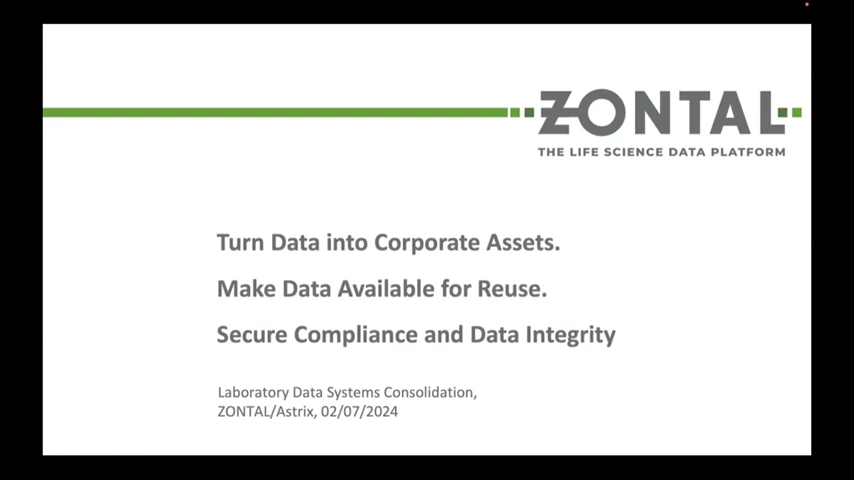 ZONTAL
THE LIFE SCIENCE DATA PLATFORM
Turn Data into Corporate Assets.
Make Data Available for Reuse.
Secure Compliance and Data Integrity
Laboratory Data Systems Consolidation,
ZONTAL/Astrix, 02/07/2024